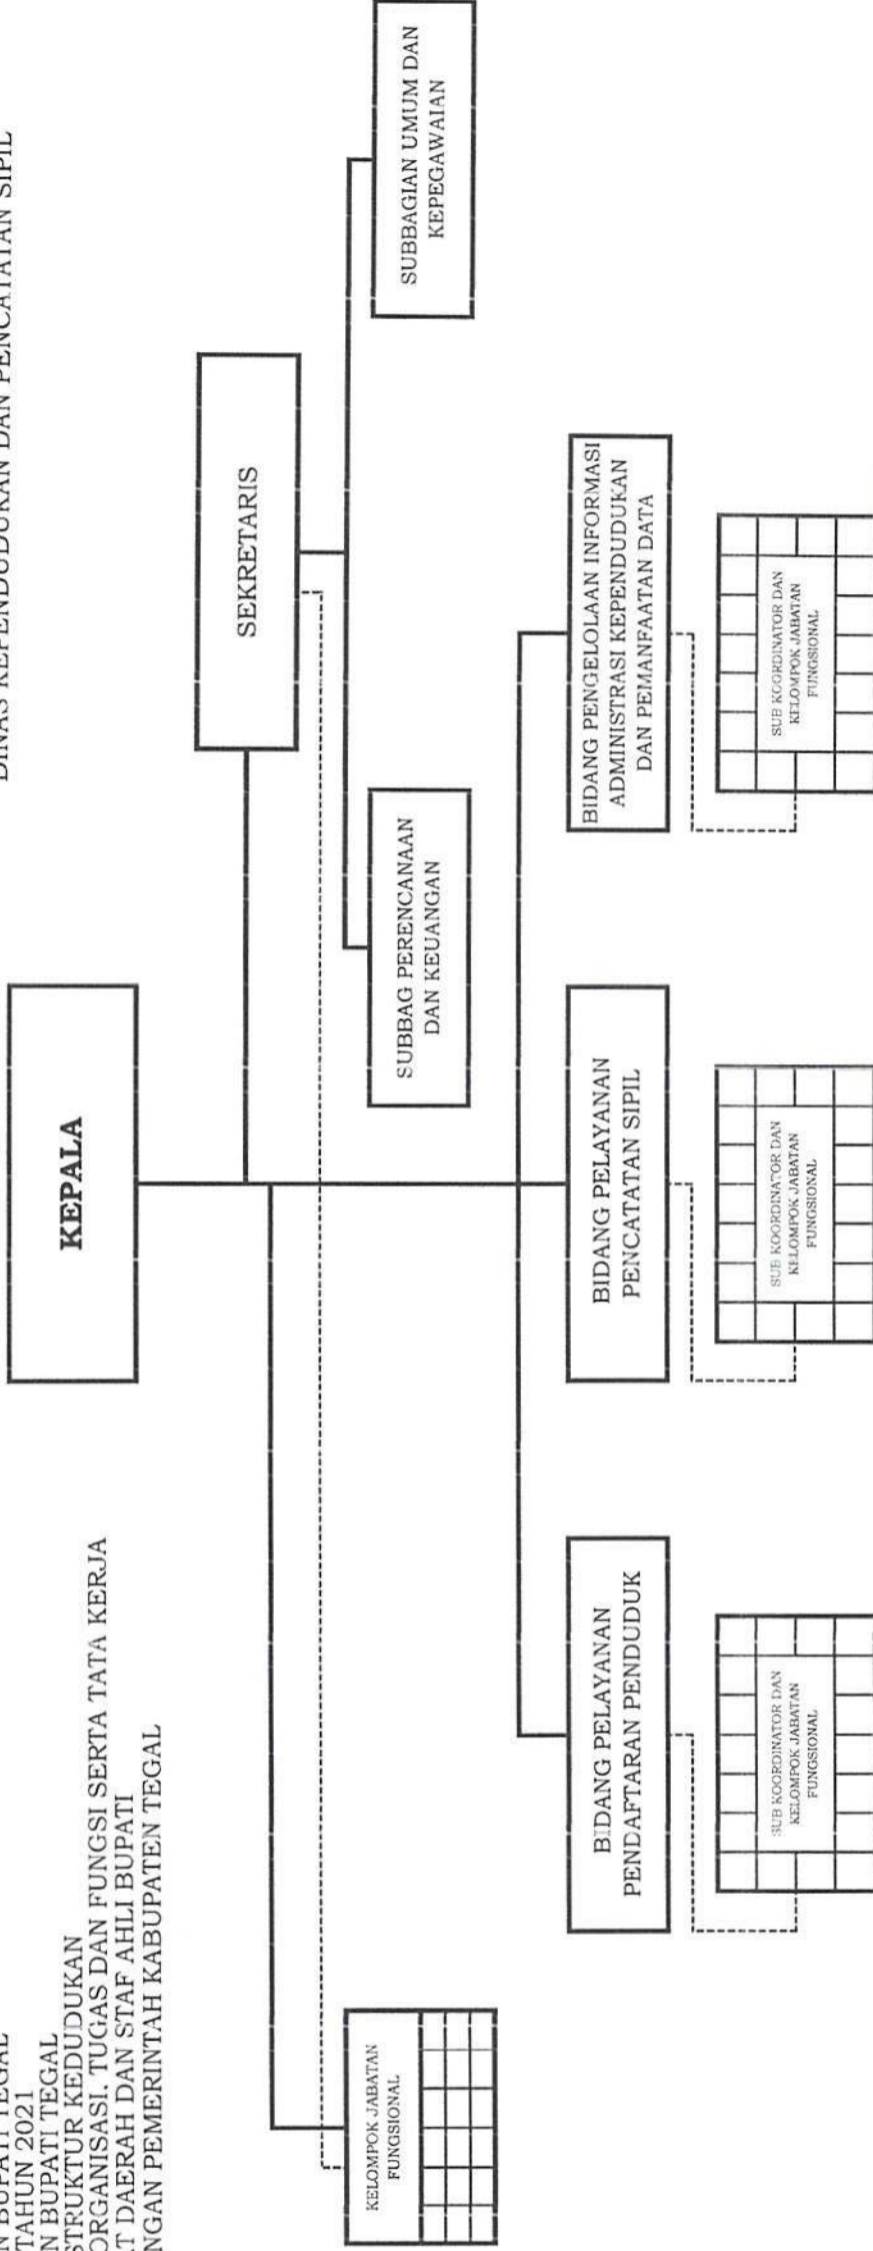 BUPATI TEGAL
TAHUN 2021
BUPATI TEGAL
STRUKTUR KEDUDUKAN
ORGANISASI, TUGAS DAN FUNGSI SERTA TATA KERJA
DAERAH DAN STAF AHLI BUPATI
PEMERINTAH KABUPATEN TEGAL
DINAS KEPENDUDUKAN DAN PENCATATAN SIPIL
KEPALA
SEKRETARIS
KELOMPOK JABATAN
FUNGSIONAL
SUBBAG PERENCANAAN
DAN KEUANGAN
SUBBAGIAN UMUM DAN
KEPEGAWAIAN
BIDANG PELAYANAN
PENDAFTARAN PENDUDUK
BIDANG PELAYANAN
PENCATATAN SIPIL
BIDANG PENGELOLAAN INFORMASI
ADMINISTRASI KEPENDUDUKAN
DAN PEMANFAATAN DATA
SUB KOORDINATOR DAN
KELOMPOK JABATAN
FUNGSIONAL
SUB KOORDINATOR DAN
KELOMPOK JABATAN
FUNGSIONAL
SUB KOORDINATOR DAN
KELOMPOK JABATAN
FUNGSIONAL